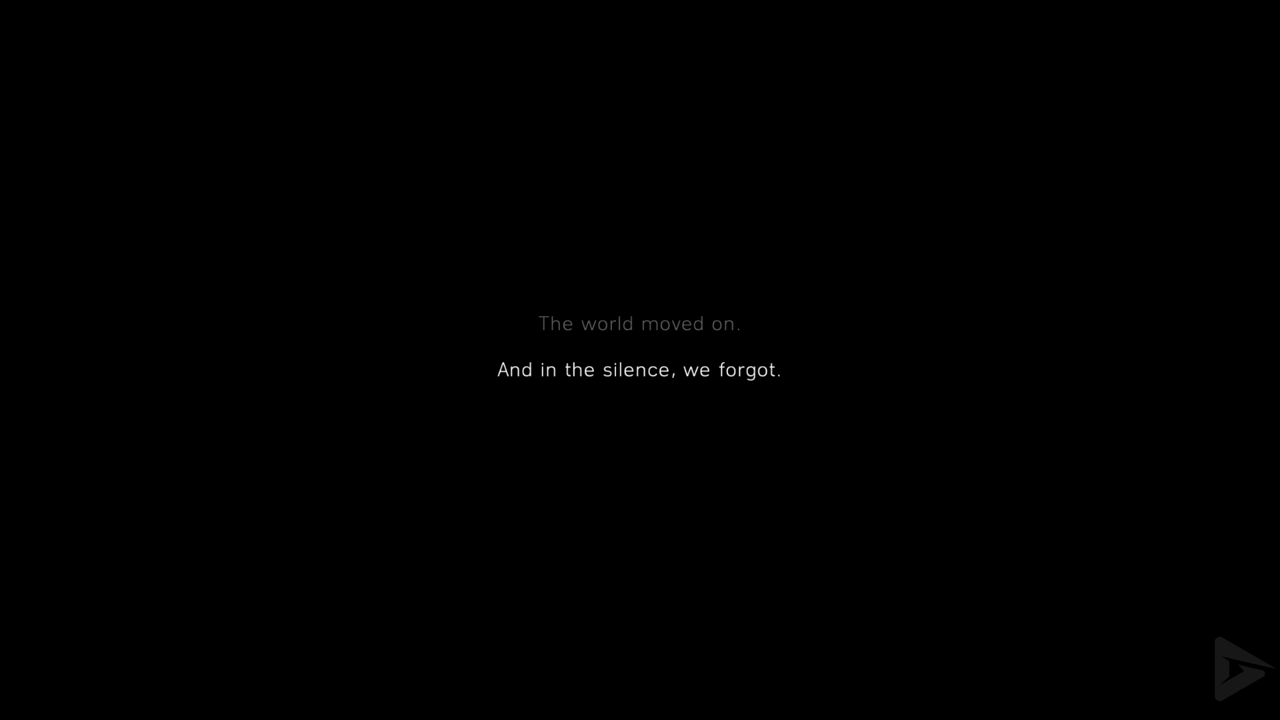 The world moved on.
And in the silence, we forgot.